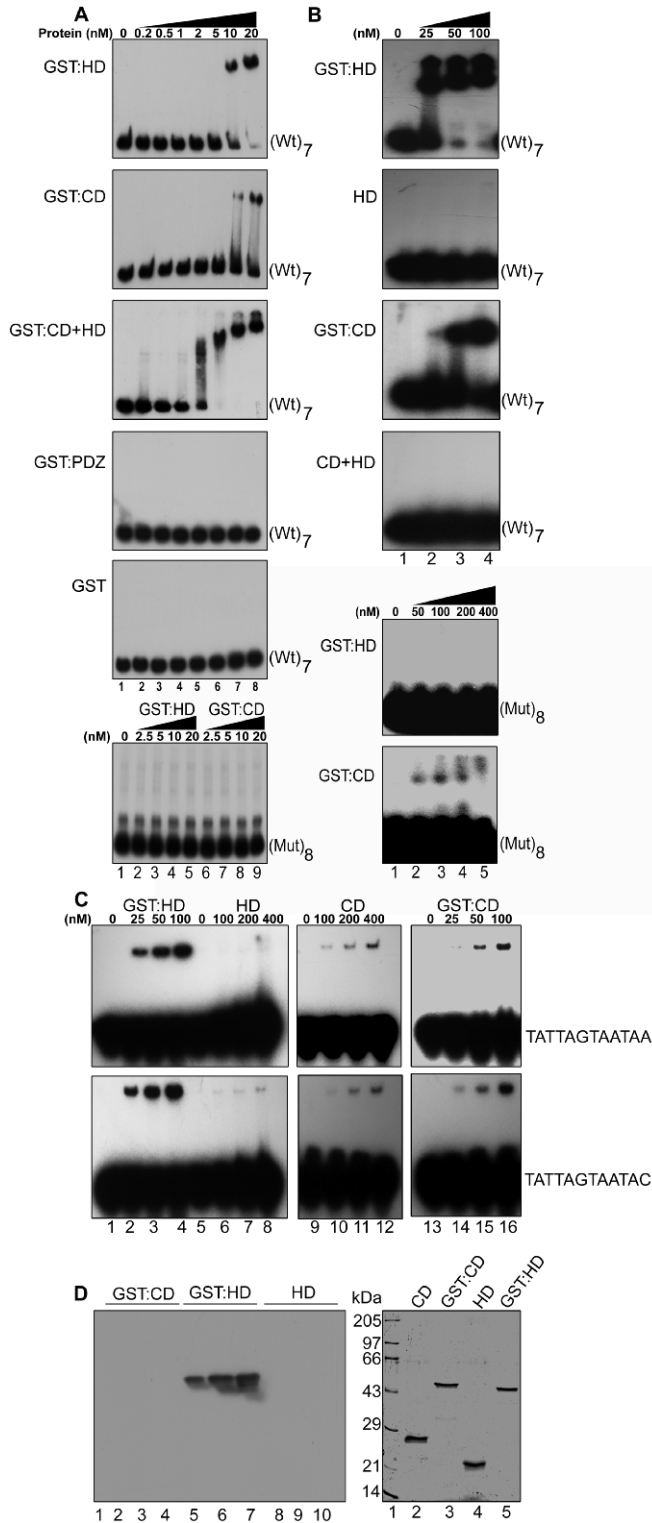 A
Protein (nM) 0 0.2 0.5 1 2 5 10 20
GST:HD
(Wt)7
GST:CD
(Wt)7
GST:CD+HD
(Wt)7
GST:PDZ
(Wt)7
GST
(Wt)7
1 2 3 4 5 6 7 8
GST:HD GST:CD
(nM) 0 2.5 5 10 20 2.5 5 10 20
(Mut)8
1 2 3 4 5 6 7 8 9
B
(nM) 0 25 50 100
GST:HD
(Wt)7
HD
(Wt)7
GST:CD
(Wt)7
CD+HD
(Wt)7
1 2 3 4
(nM) 0 50 100 200 400
GST:HD
(Mut)8
GST:CD
(Mut)8
1 2 3 4 5
C
GST:HD HD CD GST:CD
(nM) 0 25 50 100 0 100 200 400 0 100 200 400 0 25 50 100
TATTAGTAATAA
TATTAGTAATAC
1 2 3 4 5 6 7 8 9 10 11 12 13 14 15 16
D
GST:CD GST:HD HD
1 2 3 4 5 6 7 8 9 10
kDa CD GST:CD HD GST:HD
205
97
66
43
29
21
14
1 2 3 4 5